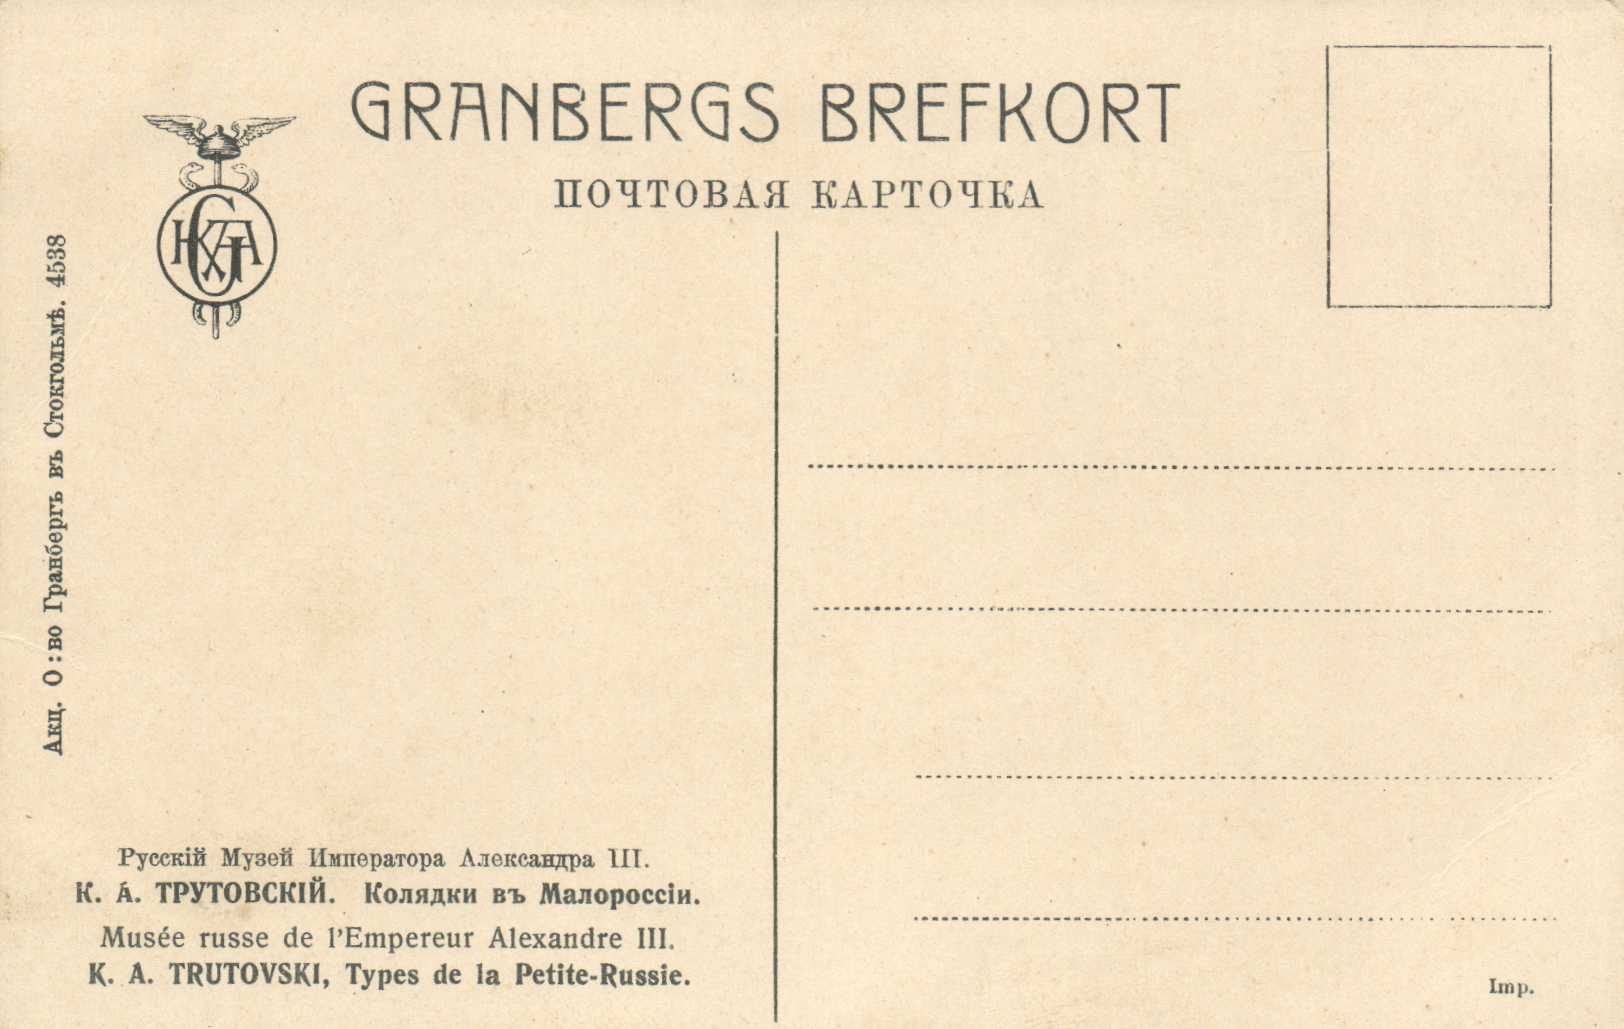 GRANBERGS BREFKORT
ПОЧТОВАЯ КАРТОЧКА
Акц. О:во Гранбергъ въ Стокгольмѣ. 4538
Русскій Музей Императора Александра III.
К. А. ТРУТОВСКІЙ. Колядки въ Малороссіи.
Musée russe de l'Empereur Alexandre III.
K. A. TRUTOVSKI, Types de la Petite-Russie.
Imp.